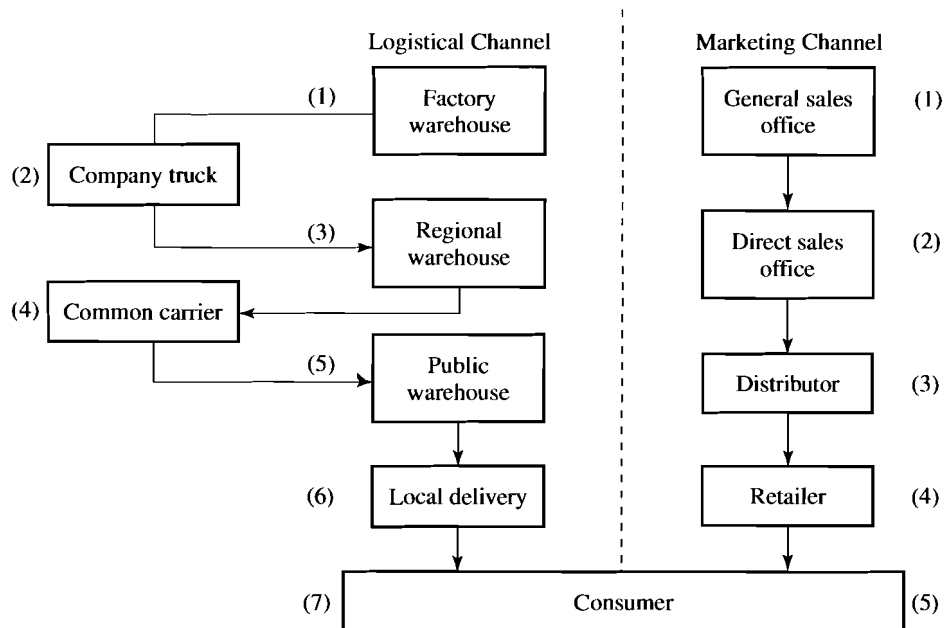 Logistical Channel
Marketing Channel
(1)
Factory
warehouse
General sales
office
(1)
(2)
Company truck
(3)
Regional
warehouse
Direct sales
office
(2)
(4)
Common carrier
(5)
Public
warehouse
Distributor
(3)
(6)
Local delivery
Retailer
(4)
(7)
Consumer
(5)